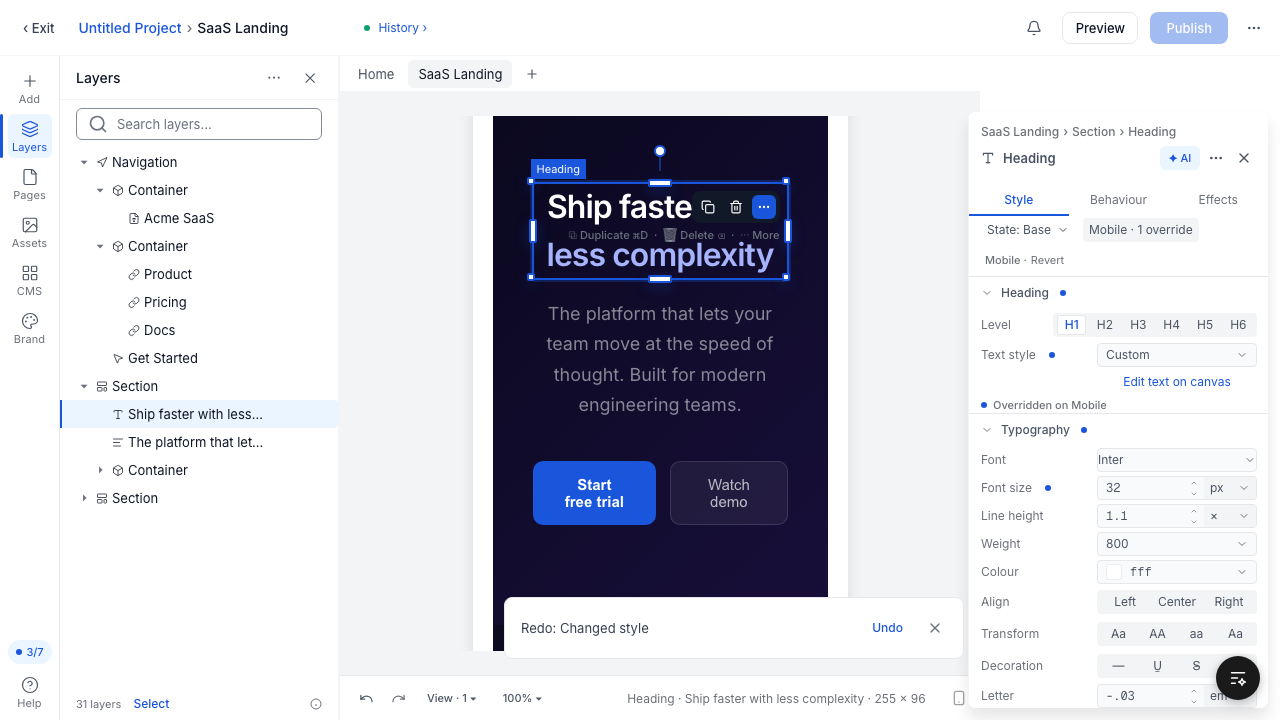 ‹ Exit
Untitled Project › SaaS Landing
History ›
Preview
Publish
Add
Layers
Pages
Assets
CMS
Brand
3/7
Help
Layers
Search layers...
Navigation
Container
Acme SaaS
Container
Product
Pricing
Docs
Get Started
Section
Ship faster with less...
The platform that let...
Container
Section
31 layers
Select
Home
SaaS Landing
Heading
Ship faste
Duplicate ⌘D · Delete ⌫ · ··· More
less complexity
The platform that lets your
team move at the speed of
thought. Built for modern
engineering teams.
Start
free trial
Watch
demo
Redo: Changed style
Undo
View · 1
100%
Heading · Ship faster with less complexity · 255 × 96
SaaS Landing › Section › Heading
Heading
AI
Style
Behaviour
Effects
State: Base
Mobile · 1 override
Mobile · Revert
Heading
Level
H1
H2
H3
H4
H5
H6
Text style
Custom
Edit text on canvas
Overridden on Mobile
Typography
Font
Inter
Font size
32
px
Line height
1.1
×
Weight
800
Colour
fff
Align
Left
Center
Right
Transform
Aa
AA
aa
Aa
Decoration
—
U
S
Letter
-.03